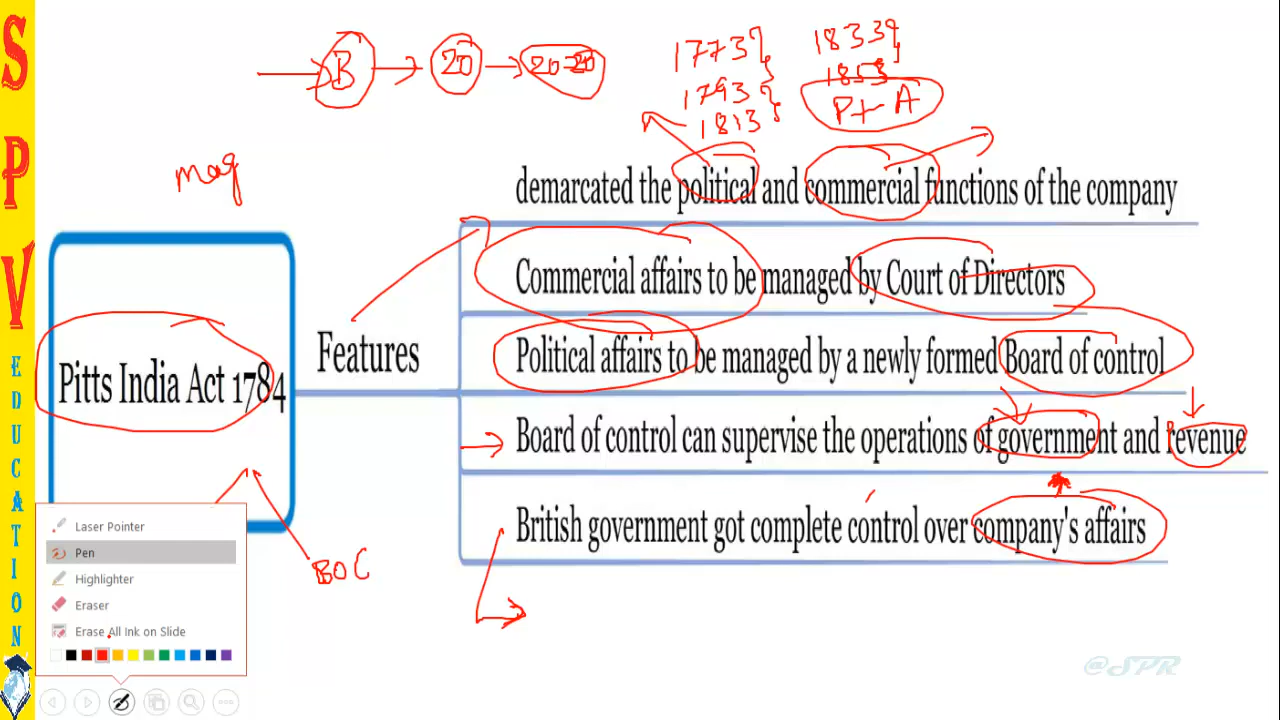 SPV
EDUCATION
B → 20 → 20-20
1773
1793
1813
1833
1853
P + A
demarcated the political and commercial functions of the company
Commercial affairs to be managed by Court of Directors
Political affairs to be managed by a newly formed Board of control
Board of control can supervise the operations of government and revenue
British government got complete control over company's affairs
Features
Pitts India Act 1784
BOC
Laser Pointer
Pen
Highlighter
Eraser
Erase All Ink on Slide
@SPR